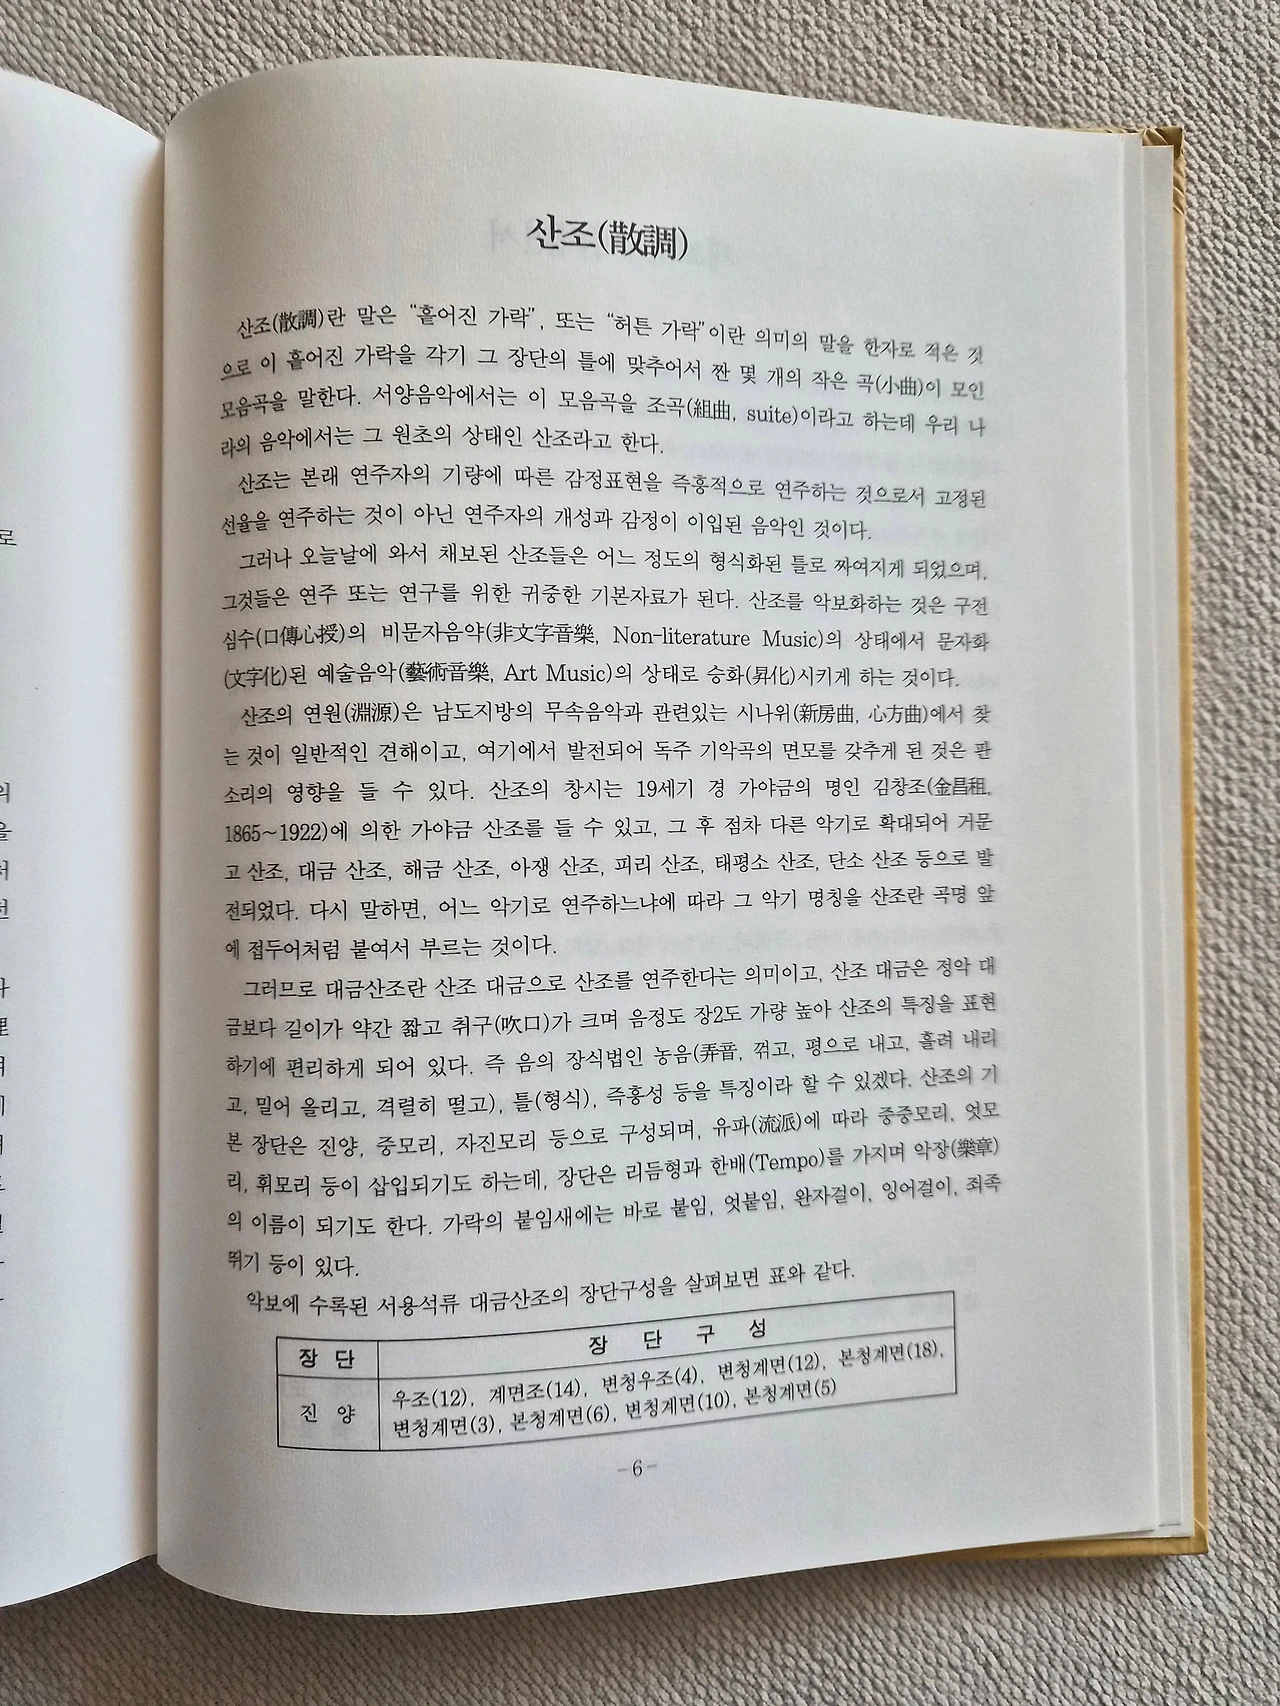 산조(散調)
산조(散調)란 말은 “흩어진 가락”, 또는 “허튼 가락”이란 의미의 말을 한자로 적은 것
으로 이 흩어진 가락을 각기 그 장단의 틀에 맞추어서 짠 몇 개의 작은 곡(小曲)이 모인
모음곡을 말한다. 서양음악에서는 이 모음곡을 조곡(組曲, suite)이라고 하는데 우리 나
라의 음악에서는 그 원초의 상태인 산조라고 한다.
산조는 본래 연주자의 기량에 따른 감정표현을 즉흥적으로 연주하는 것으로서 고정된
선율을 연주하는 것이 아닌 연주자의 개성과 감정이 이입된 음악인 것이다.
그러나 오늘날에 와서 채보된 산조들은 어느 정도의 형식화된 틀로 짜여지게 되었으며,
그것들은 연주 또는 연구를 위한 귀중한 기본자료가 된다. 산조를 악보화하는 것은 구전
심수(口傳心授)의 비문자음악(非文字音樂, Non-literature Music)의 상태에서 문자화
(文字化)된 예술음악(藝術音樂, Art Music)의 상태로 승화(昇化)시키게 하는 것이다.
산조의 연원(淵源)은 남도지방의 무속음악과 관련있는 시나위(新房曲, 心方曲)에서 찾
는 것이 일반적인 견해이고, 여기에서 발전되어 독주 기악곡의 면모를 갖추게 된 것은 판
소리의 영향을 들 수 있다. 산조의 창시는 19세기 경 가야금의 명인 김창조(金昌租,
1865~1922)에 의한 가야금 산조를 들 수 있고, 그 후 점차 다른 악기로 확대되어 거문
고 산조, 대금 산조, 해금 산조, 아쟁 산조, 피리 산조, 태평소 산조, 단소 산조 등으로 발
전되었다. 다시 말하면, 어느 악기로 연주하느냐에 따라 그 악기 명칭을 산조란 곡명 앞
에 접두어처럼 붙여서 부르는 것이다.
그러므로 대금산조란 산조 대금으로 산조를 연주한다는 의미이고, 산조 대금은 정악 대
금보다 길이가 약간 짧고 취구(吹口)가 크며 음정도 장2도 가량 높아 산조의 특징을 표현
하기에 편리하게 되어 있다. 즉 음의 장식법인 농음(弄音, 꺾고, 평으로 내고, 흘려 내리
고, 밀어 올리고, 격렬히 떨고), 틀(형식), 즉흥성 등을 특징이라 할 수 있겠다. 산조의 기
본 장단은 진양, 중모리, 자진모리 등으로 구성되며, 유파(流派)에 따라 중중모리, 엇모
리, 휘모리 등이 삽입되기도 하는데, 장단은 리듬형과 한배(Tempo)를 가지며 악장(樂章)
의 이름이 되기도 한다. 가락의 붙임새에는 바로 붙임, 엇붙임, 완자걸이, 잉어걸이, 죄족
뛰기 등이 있다.
악보에 수록된 서용석류 대금산조의 장단구성을 살펴보면 표와 같다.
장 단 장 단 구 성
진 양 우조(12), 계면조(14), 변청우조(4), 변청계면(12), 본청계면(18),
변청계면(3), 본청계면(6), 변청계면(10), 본청계면(5)
-6-